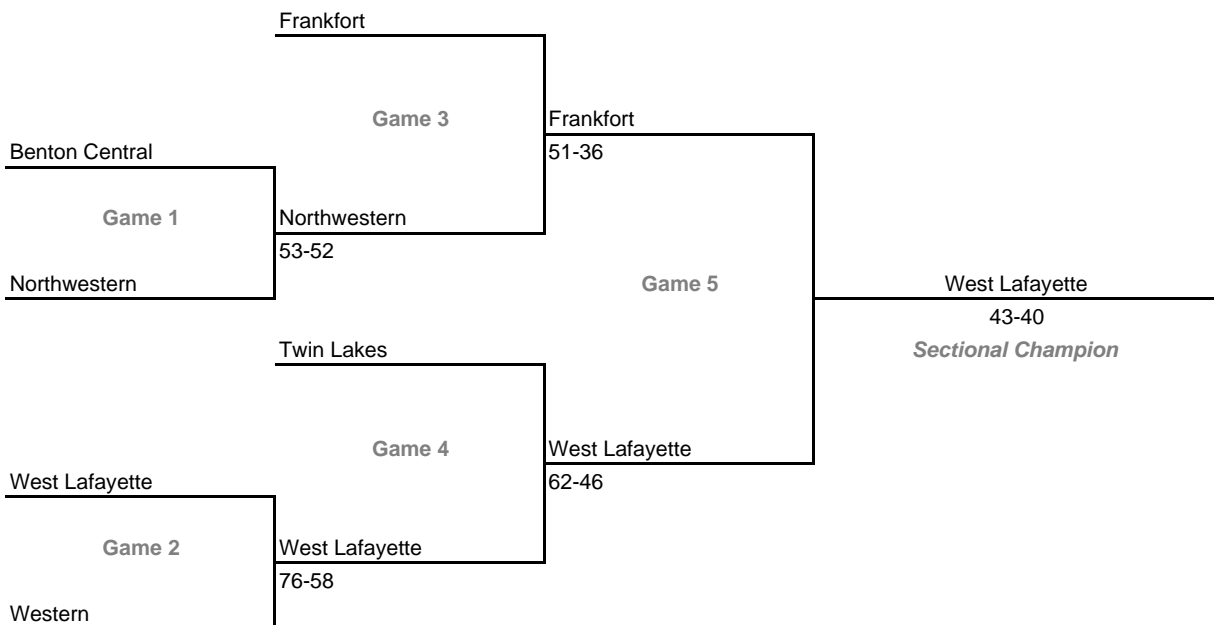 Frankfort
Game 3
Frankfort
Benton Central
51-36
Game 1
Northwestern
53-52
Northwestern
Game 5
West Lafayette
43-40
Twin Lakes
Sectional Champion
Game 4
West Lafayette
West Lafayette
62-46
Game 2
West Lafayette
76-58
Western